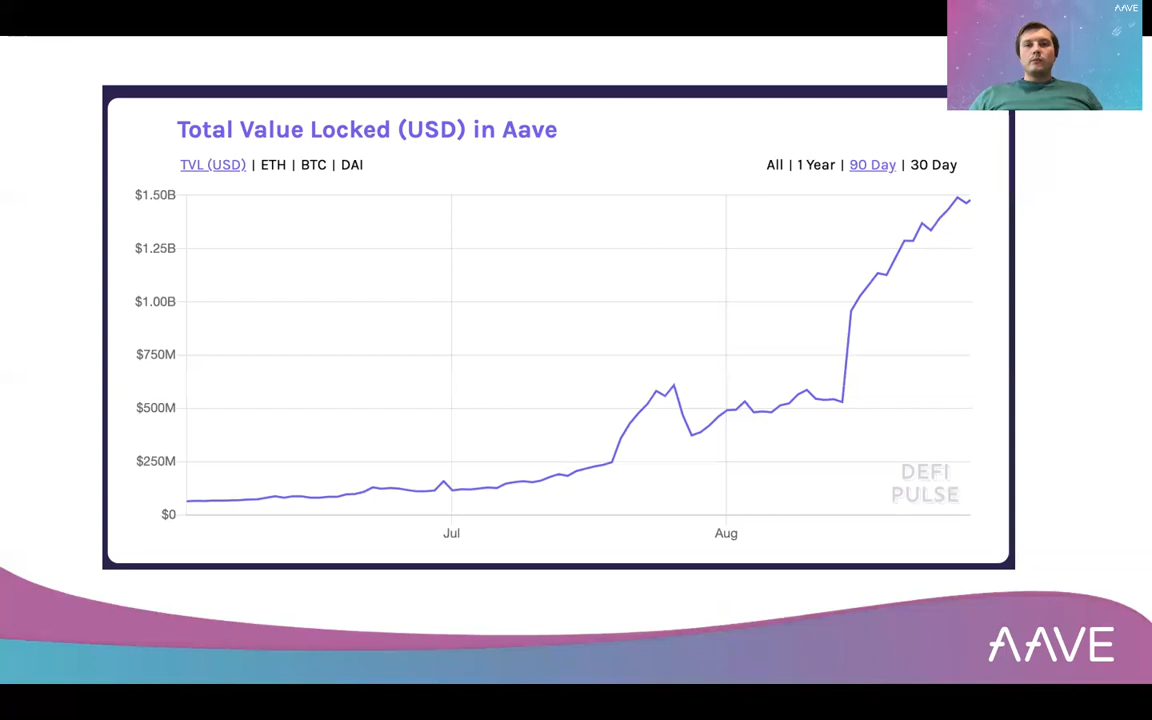 AAVE
Total Value Locked (USD) in Aave
TVL (USD) | ETH | BTC | DAI
All | 1 Year | 90 Day | 30 Day
$1.50B
$1.25B
$1.00B
$750M
$500M
$250M
$0
DEFI
PULSE
Jul
Aug
AAVE